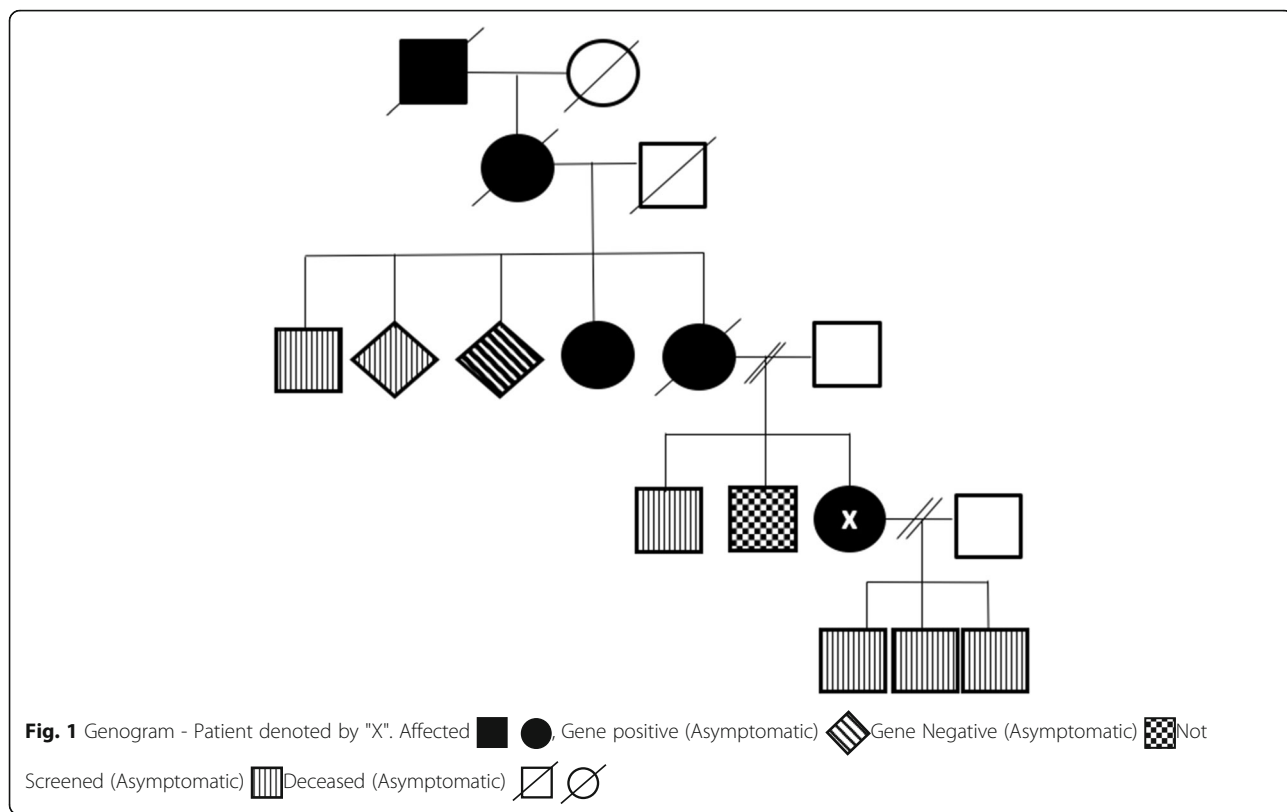 X
Fig. 1 Genogram - Patient denoted by "X". Affected , Gene positive (Asymptomatic) Gene Negative (Asymptomatic) Not
Screened (Asymptomatic) Deceased (Asymptomatic)